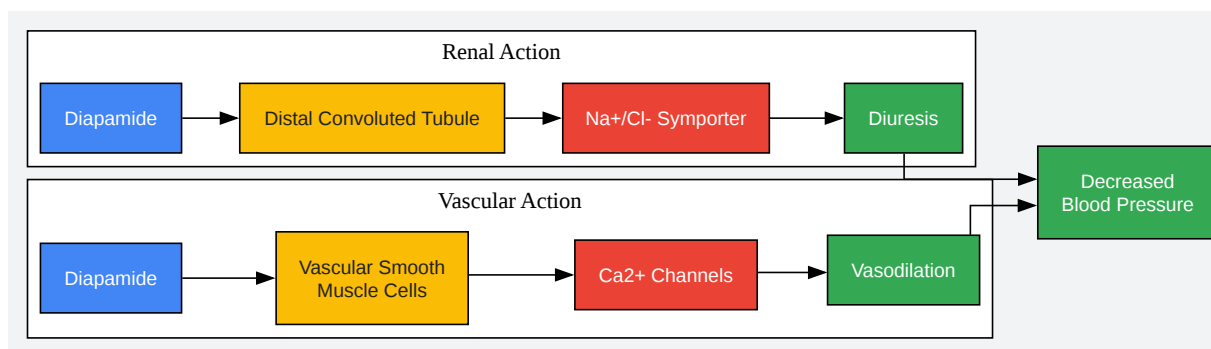 Renal Action
Diapamide
Distal Convoluted Tubule
Na+/Cl- Symporter
Diuresis
Decreased
Blood Pressure
Vascular Action
Diapamide
Vascular Smooth
Muscle Cells
Ca2+ Channels
Vasodilation